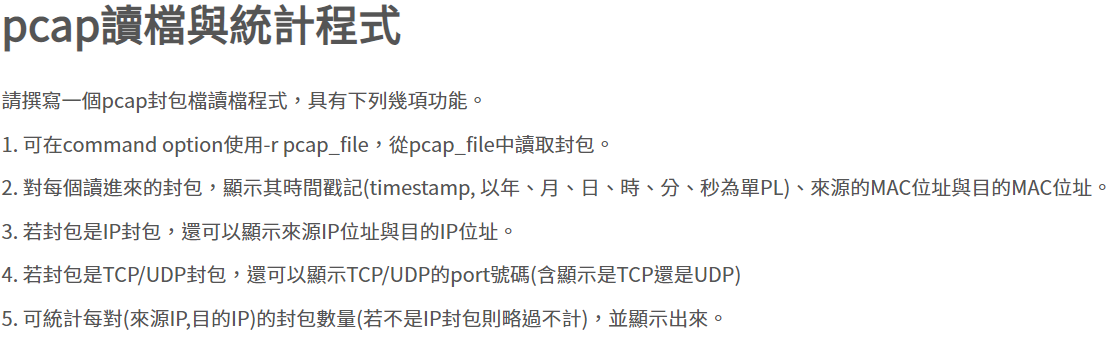 pcap讀檔與統計程式
請撰寫一個pcap封包檔讀檔程式，具有下列幾項功能。
1. 可在command option使用-r pcap_file，從pcap_file中讀取封包。
2. 對每個讀進來的封包，顯示其時間戳記(timestamp, 以年、月、日、時、分、秒為單PL)、來源的MAC位址與目的MAC位址。
3. 若封包是IP封包，還可以顯示來源IP位址與目的IP位址。
4. 若封包是TCP/UDP封包，還可以顯示TCP/UDP的port號碼(含顯示是TCP還是UDP)
5. 可統計每對(來源IP,目的IP)的封包數量(若不是IP封包則略過不計)，並顯示出來。